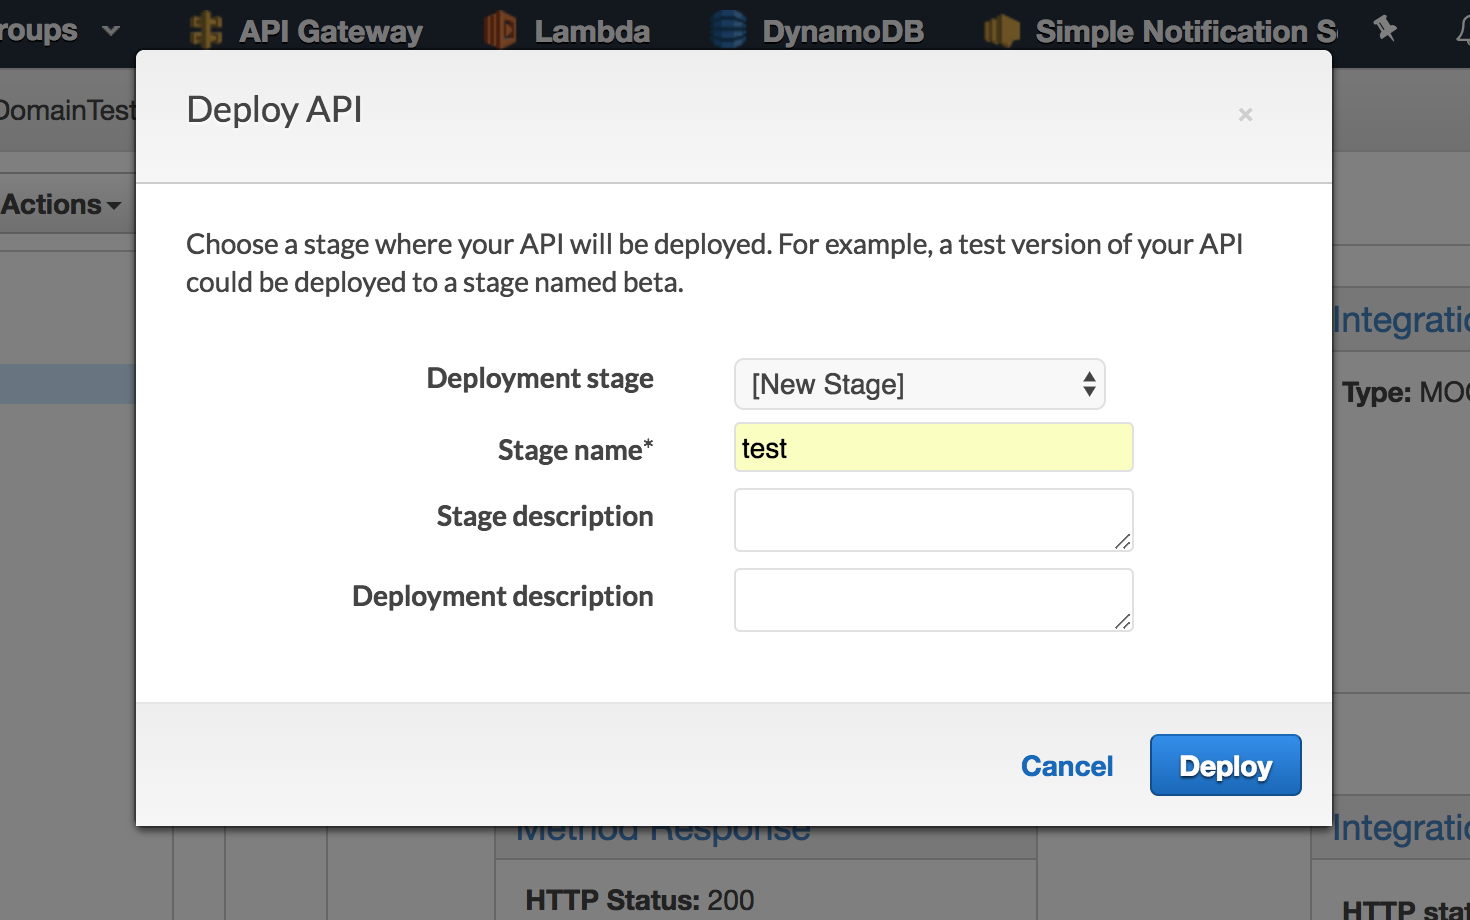 roups API Gateway Lambda DynamoDB Simple Notification S
DomainTest
Deploy API
×
Actions
Choose a stage where your API will be deployed. For example, a test version of your API
could be deployed to a stage named beta.
Integratio
Deployment stage [New Stage]
Type: MOC
Stage name* test
Stage description
Deployment description
Cancel Deploy
Method Response
Integratio
HTTP Status: 200
HTTP stat